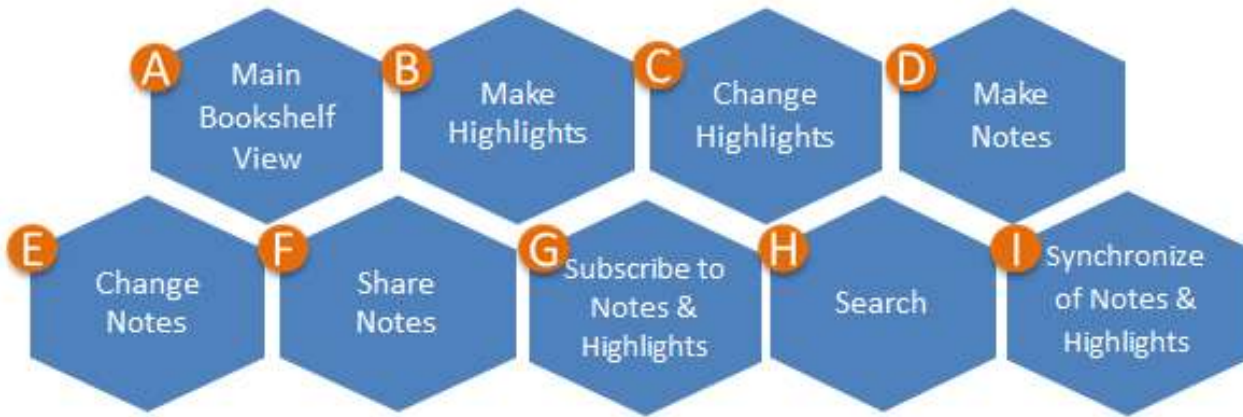 A
Main
Bookshelf
View
B
Make
Highlights
C
Change
Highlights
D
Make
Notes
E
Change
Notes
F
Share
Notes
G
Subscribe to
Notes &
Highlights
H
Search
I
Synchronize
of Notes &
Highlights